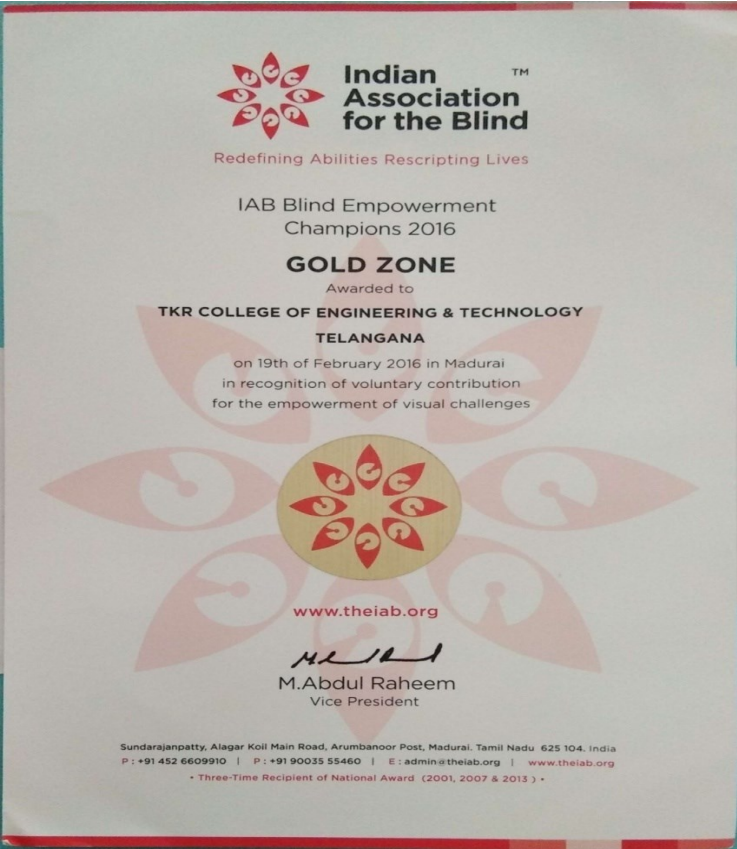 Indian TM
Association
for the Blind
Redefining Abilities Rescripting Lives
IAB Blind Empowerment
Champions 2016
GOLD ZONE
Awarded to
TKR COLLEGE OF ENGINEERING & TECHNOLOGY
TELANGANA
on 19th of February 2016 in Madurai
in recognition of voluntary contribution
for the empowerment of visual challenges
www.theiab.org
M.Abdul Raheem
Vice President
Sundarajanpatty, Alagar Koil Main Road, Arumbanoor Post, Madurai. Tamil Nadu 625 104. India
P : +91 452 6609910 | P : +91 90035 55460 | E : admin@theiab.org | www.theiab.org
• Three-Time Recipient of National Award (2001, 2007 & 2013 ) •